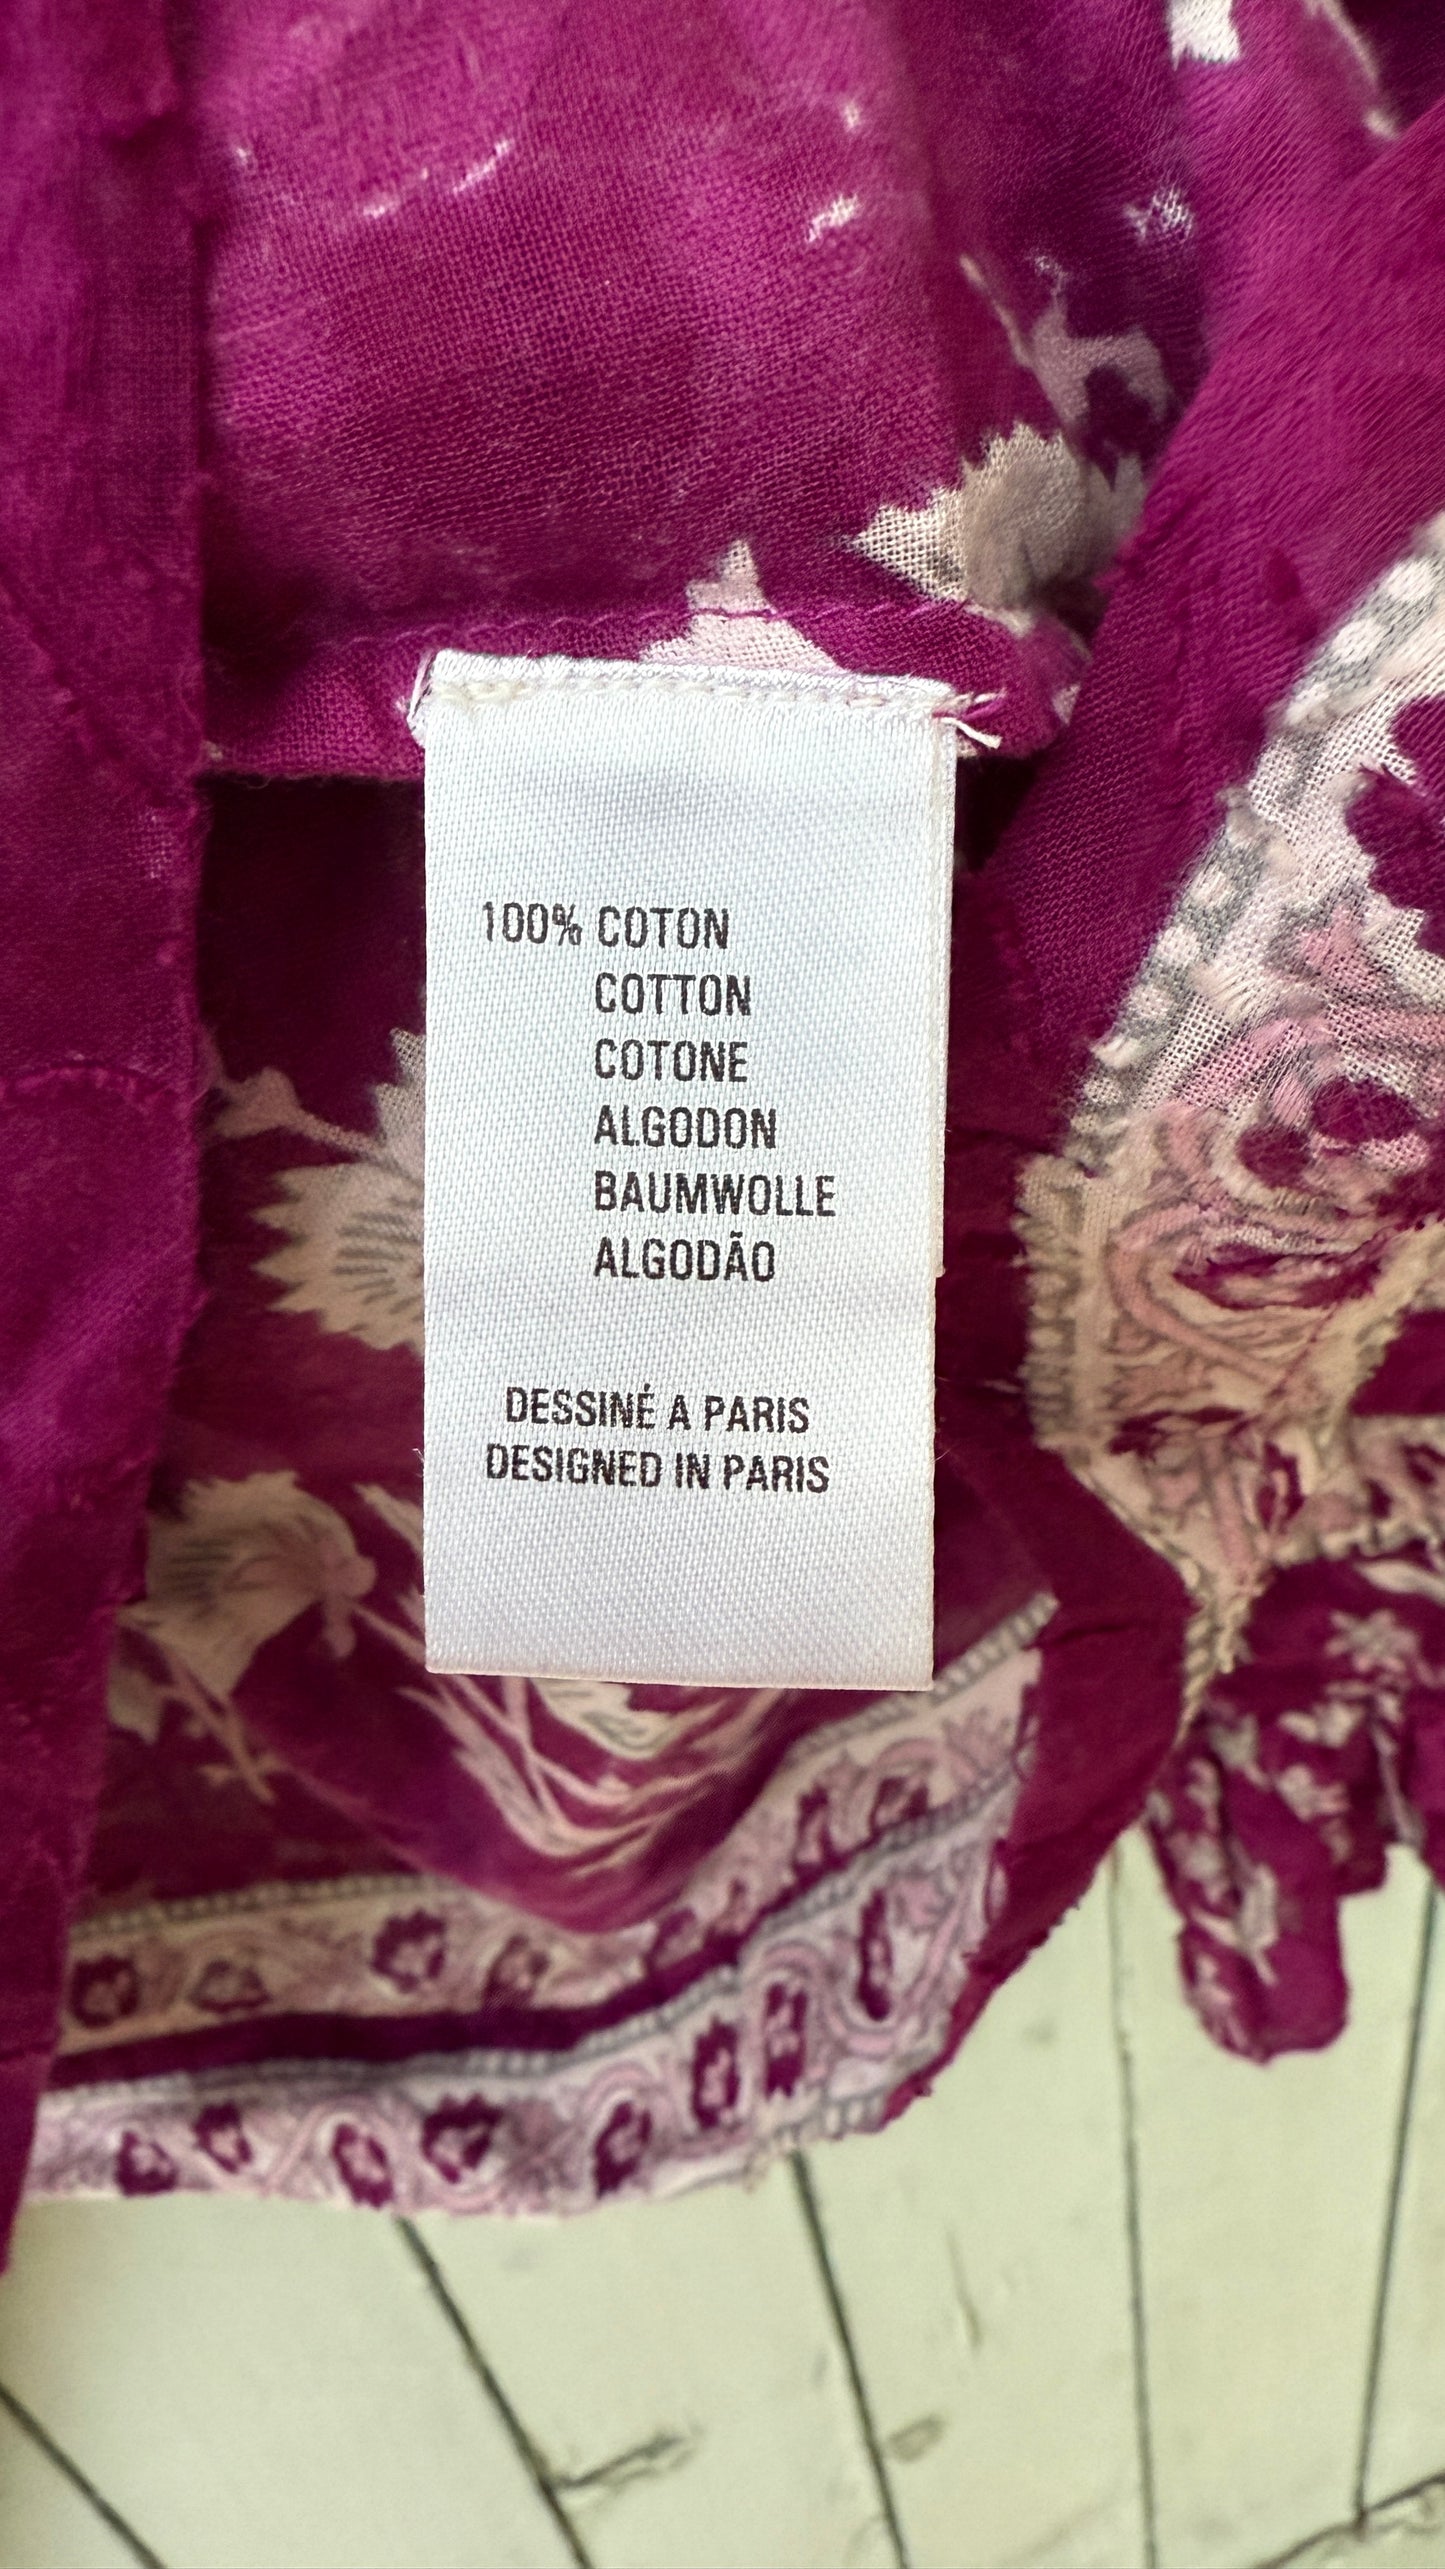 100% COTON
COTTON
COTONE
ALGODON
BAUMWOLLE
ALGODÃO
DESSINÉ A PARIS
DESIGNED IN PARIS